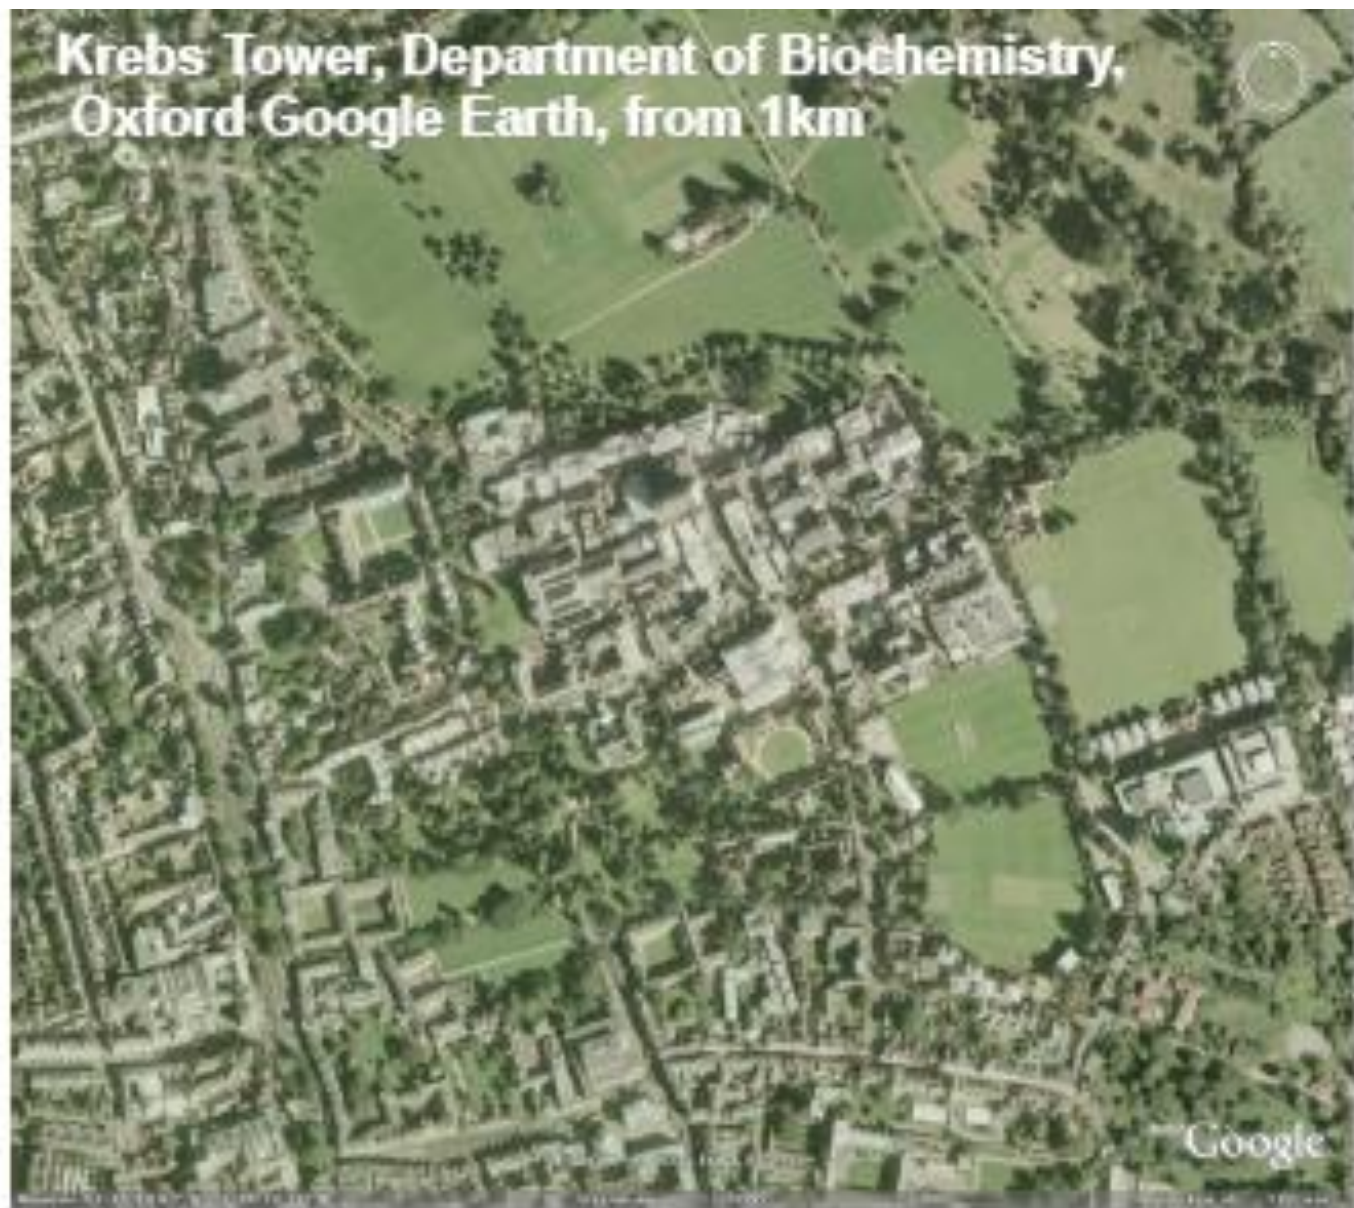 Krebs Tower, Department of Biochemistry,
Oxford Google Earth, from 1km
Google